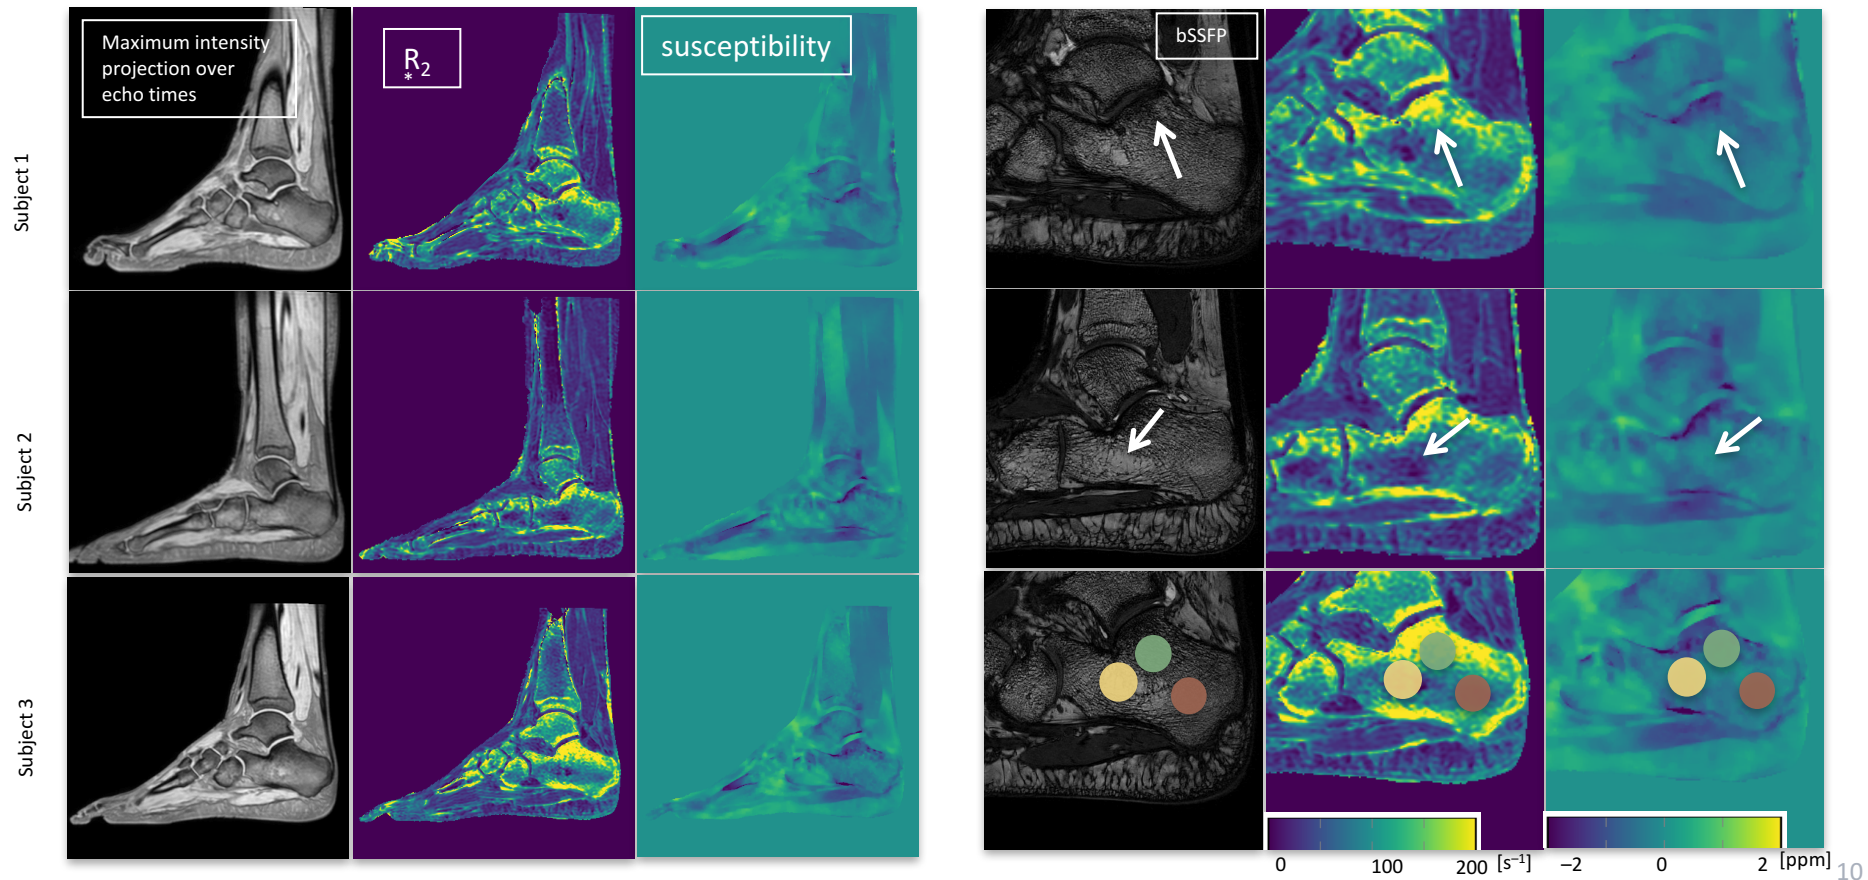 Maximum intensity
projection over
echo times
R*2
susceptibility
bSSFP
Subject 1
Subject 2
Subject 3
0 100 200 [s⁻¹]
–2 0 2 [ppm]
10